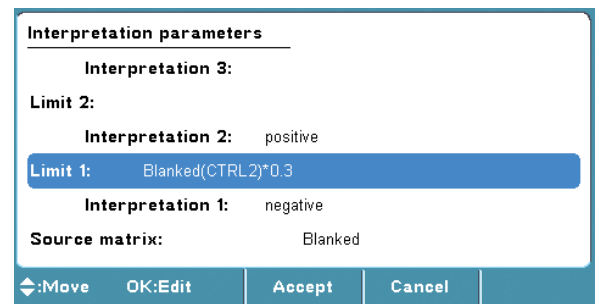 Interpretation parameters
Interpretation 3:
Limit 2:
Interpretation 2: positive
Limit 1: Blanked(CTRL2)*0.3
Interpretation 1: negative
Source matrix: Blanked
:Move OK:Edit Accept Cancel